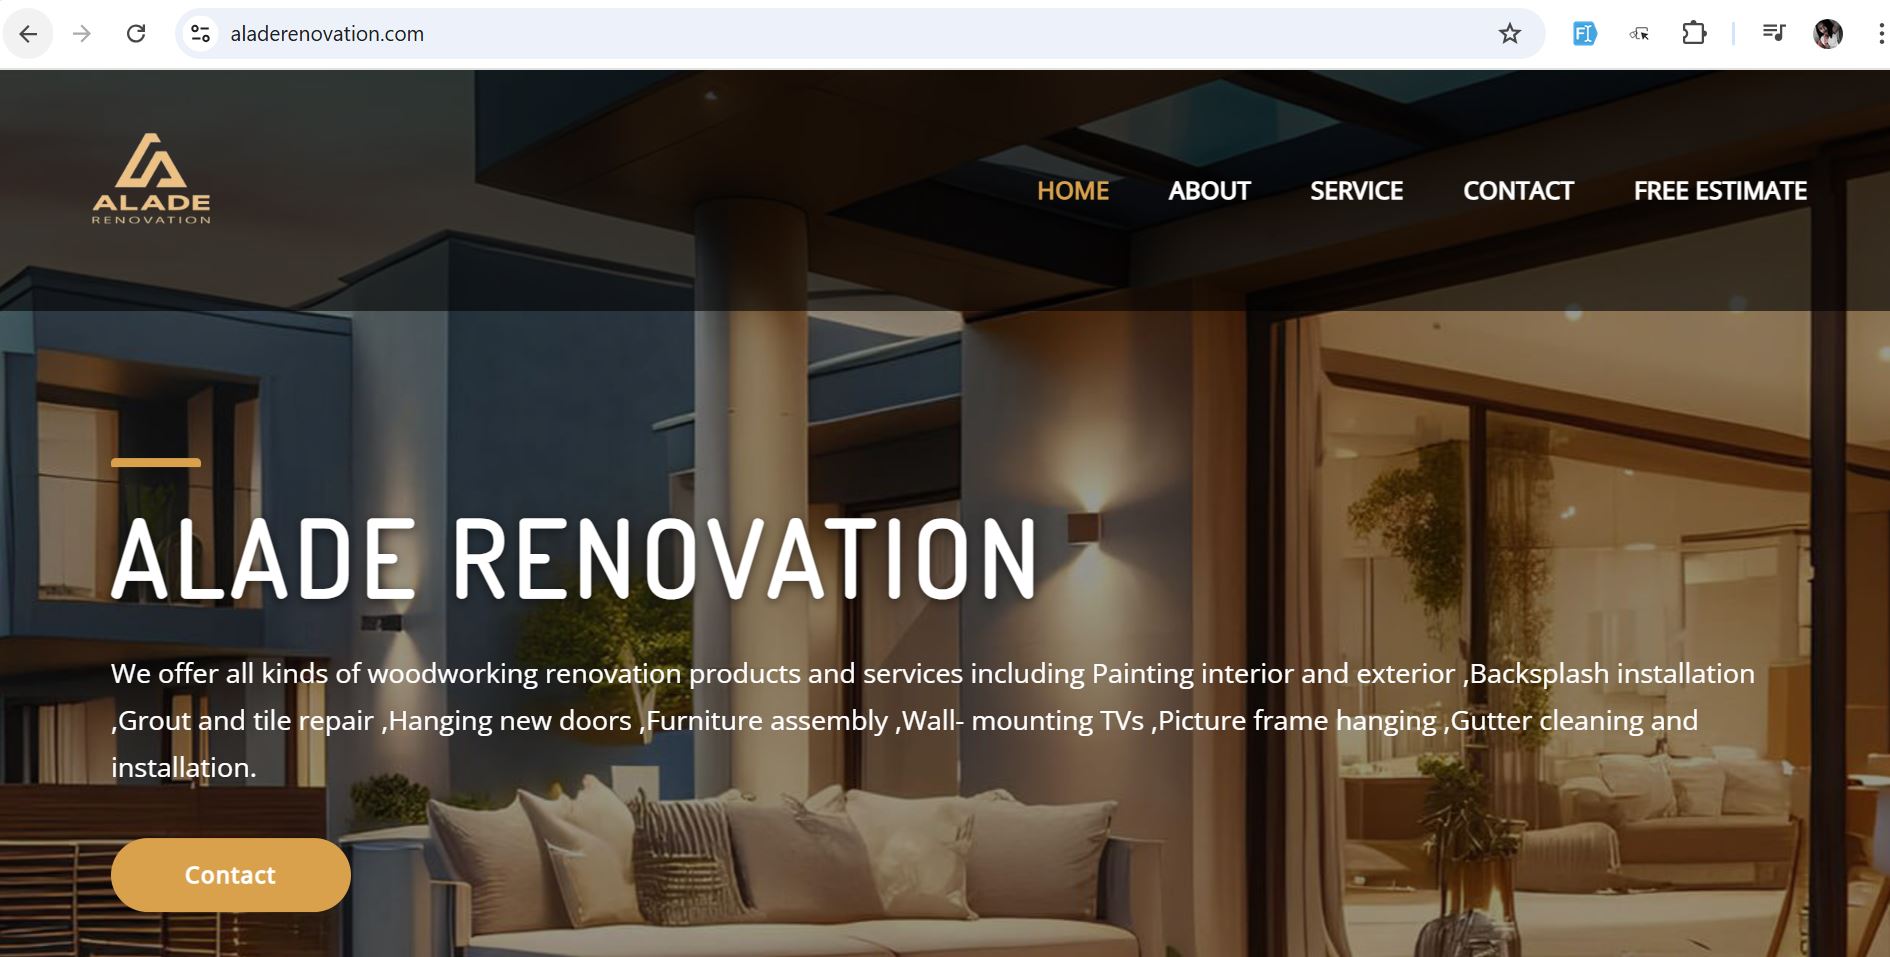 aladerenovation.com
ALADE
RENOVATION
HOME ABOUT SERVICE CONTACT FREE ESTIMATE
ALADE RENOVATION
We offer all kinds of woodworking renovation products and services including Painting interior and exterior ,Backsplash installation
,Grout and tile repair ,Hanging new doors ,Furniture assembly ,Wall- mounting TVs ,Picture frame hanging ,Gutter cleaning and
installation.
Contact